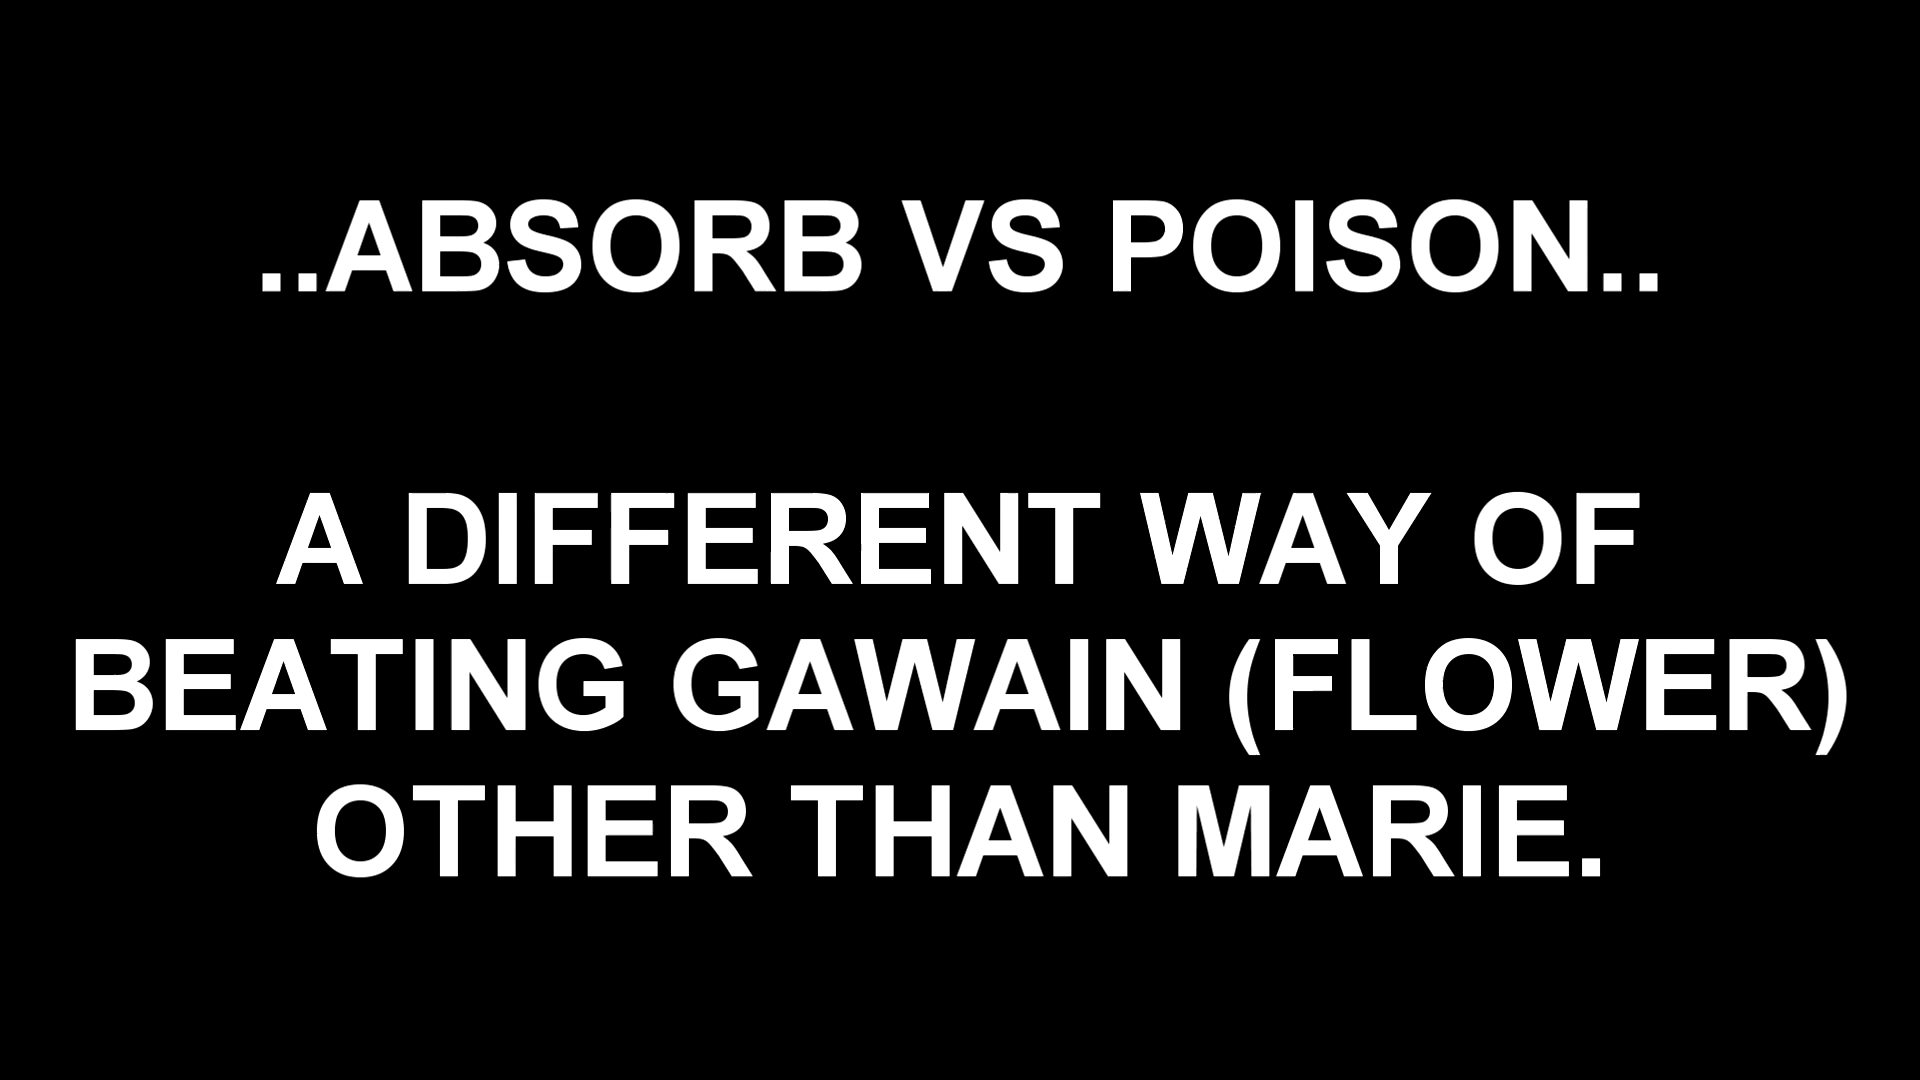 ..ABSORB VS POISON..
A DIFFERENT WAY OF
BEATING GAWAIN (FLOWER)
OTHER THAN MARIE.